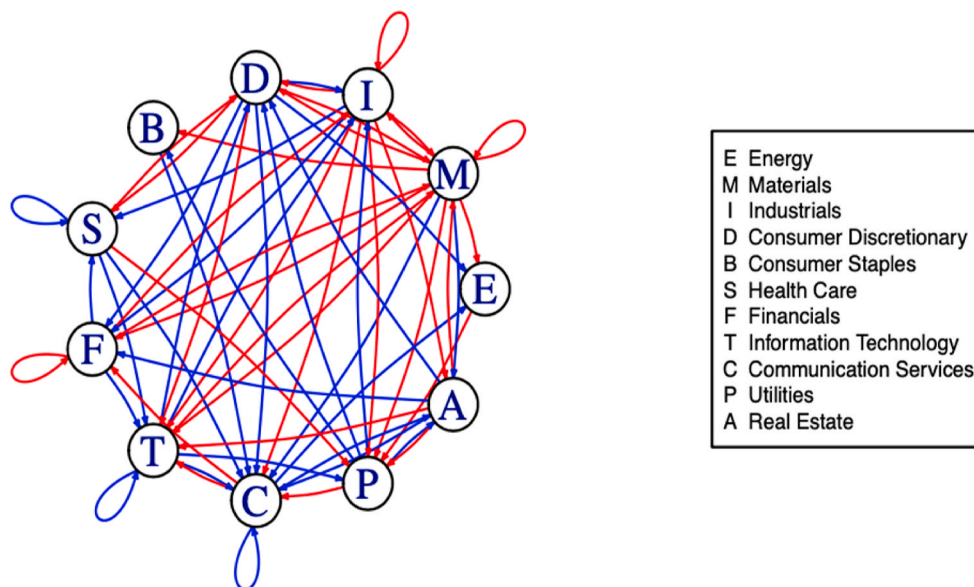 D
I
B
M
S
E
F
A
T
P
C
E Energy
M Materials
I Industrials
D Consumer Discretionary
B Consumer Staples
S Health Care
F Financials
T Information Technology
C Communication Services
P Utilities
A Real Estate